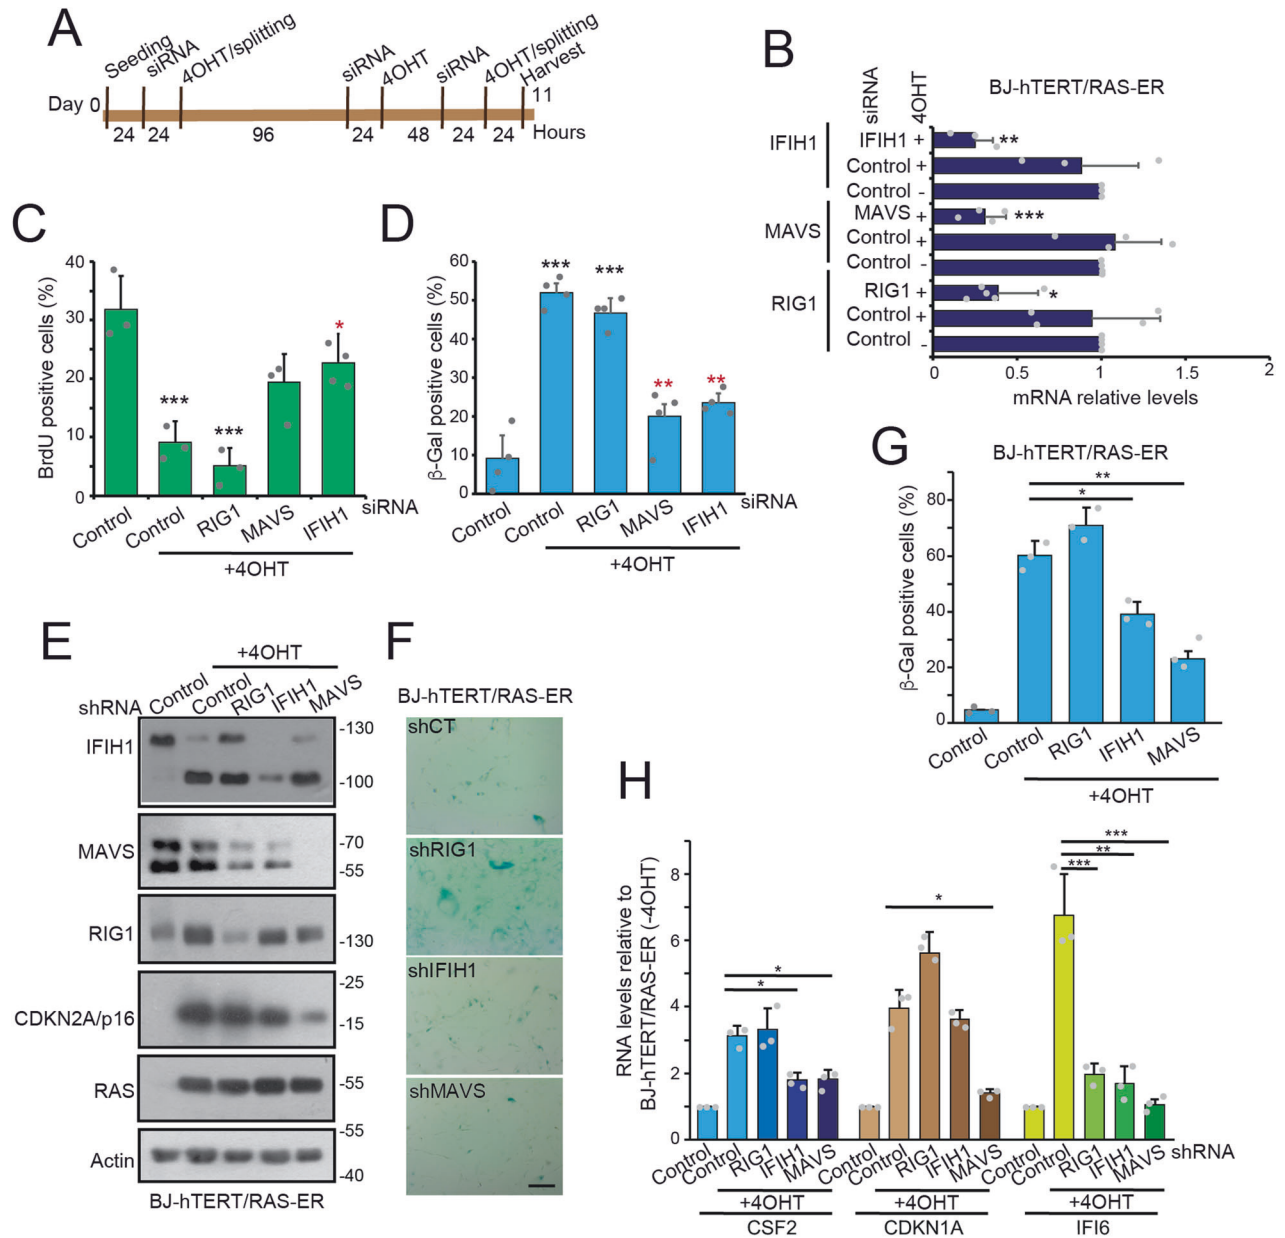 A
Seeding
siRNA
4OHT/splitting
siRNA
4OHT
siRNA
4OHT/splitting
Harvest
Day 0
11
24 24 96 24 48 24 24 Hours
B
siRNA
4OHT
BJ-hTERT/RAS-ER
IFIH1
IFIH1 + **
Control +
Control -
MAVS
MAVS + ***
Control +
Control -
RIG1
RIG1 + *
Control +
Control -
0 0.5 1 1.5 2
mRNA relative levels
C
BrdU positive cells (%)
40
30
20
10
0
***
***
*
Control Control RIG1 MAVS IFIH1 siRNA
+4OHT
D
β-Gal positive cells (%)
60
50
40
30
20
10
0
***
***
**
**
Control Control RIG1 MAVS IFIH1 siRNA
+4OHT
G
BJ-hTERT/RAS-ER
β-Gal positive cells (%)
80
60
40
20
0
**
*
Control Control RIG1 IFIH1 MAVS
+4OHT
E
+4OHT
shRNA Control Control RIG1 IFIH1 MAVS
IFIH1
-130
-100
MAVS
-70
-55
RIG1
-130
CDKN2A/p16
-25
-15
RAS
-55
Actin
-55
-40
BJ-hTERT/RAS-ER
F
BJ-hTERT/RAS-ER
shCT
shRIG1
shIFIH1
shMAVS
H
RNA levels relative to
BJ-hTERT/RAS-ER (-4OHT)
8
6
4
2
0
*
*
*
***
**
***
Control Control RIG1 IFIH1 MAVS Control Control RIG1 IFIH1 MAVS Control Control RIG1 IFIH1 MAVS shRNA
+4OHT +4OHT +4OHT
CSF2 CDKN1A IFI6